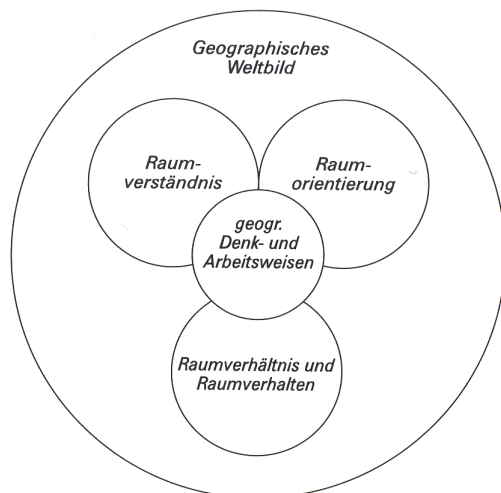 Geographisches
Weltbild
Raum-
verständnis
Raum-
orientierung
geogr.
Denk- und
Arbeitsweisen
Raumverhältnis und
Raumverhalten